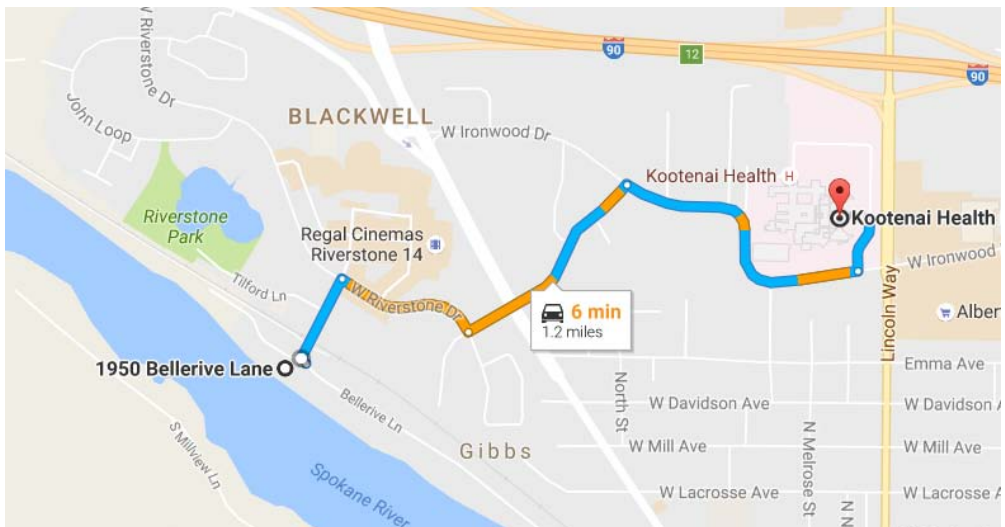 W Riverstone Dr
John Loop
BLACKWELL
90
12
90
W Ironwood Dr
Kootenai Health
H
Kootenai Health
Riverstone
Park
Regal Cinemas
Riverstone 14
Tilford Ln
W Riverstone Dr
W Ironwood
Lincoln Way
6 min
1.2 miles
Alber
1950 Bellerive Lane
Emma Ave
Bellerive Ln
North St
W Davidson Ave
W Davidson A
S Millview Ln
Gibbs
W Mill Ave
N Melrose St
W Mill Ave
Spokane River
W Lacrosse Ave
N N
W Lacrosse A